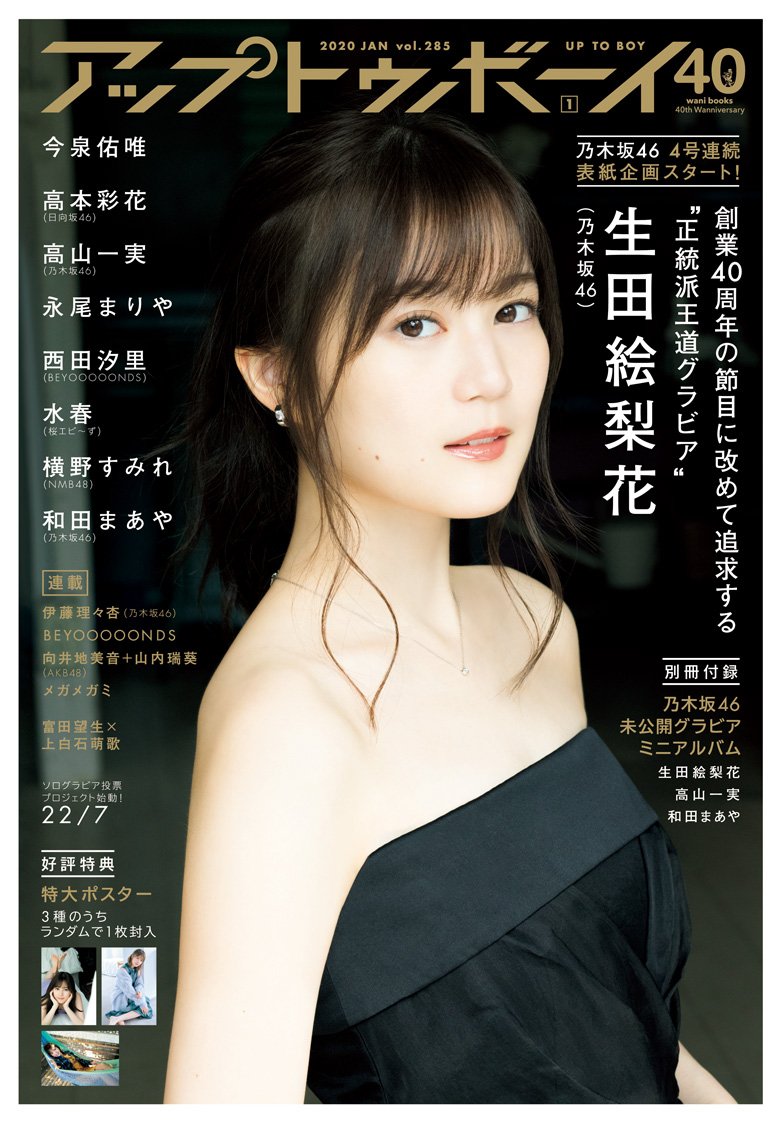 アップトゥボーイ
2020 JAN vol.285
UP TO BOY
1
40
wani books
40th Wanniversary
今泉佑唯
高本彩花
(日向坂46)
高山一実
(乃木坂46)
永尾まりや
西田汐里
(BEYOOOOONDS)
水春
(桜エビ～ず)
横野すみれ
(NMB48)
和田まあや
(乃木坂46)
連載
伊藤理々杏(乃木坂46)
BEYOOOOONDS
向井地美音＋山内瑞葵
(AKB48)
メガメガミ
富田望生×
上白石萌歌
ソログラビア投票
プロジェクト始動！
22/7
好評特典
特大ポスター
3種のうち
ランダムで1枚封入
乃木坂46 4号連続
表紙企画スタート！
創業40周年の節目に改めて追求する
"正統派王道グラビア"
生田絵梨花
(乃木坂46)
別冊付録
乃木坂46
未公開グラビア
ミニアルバム
生田絵梨花
高山一実
和田まあや